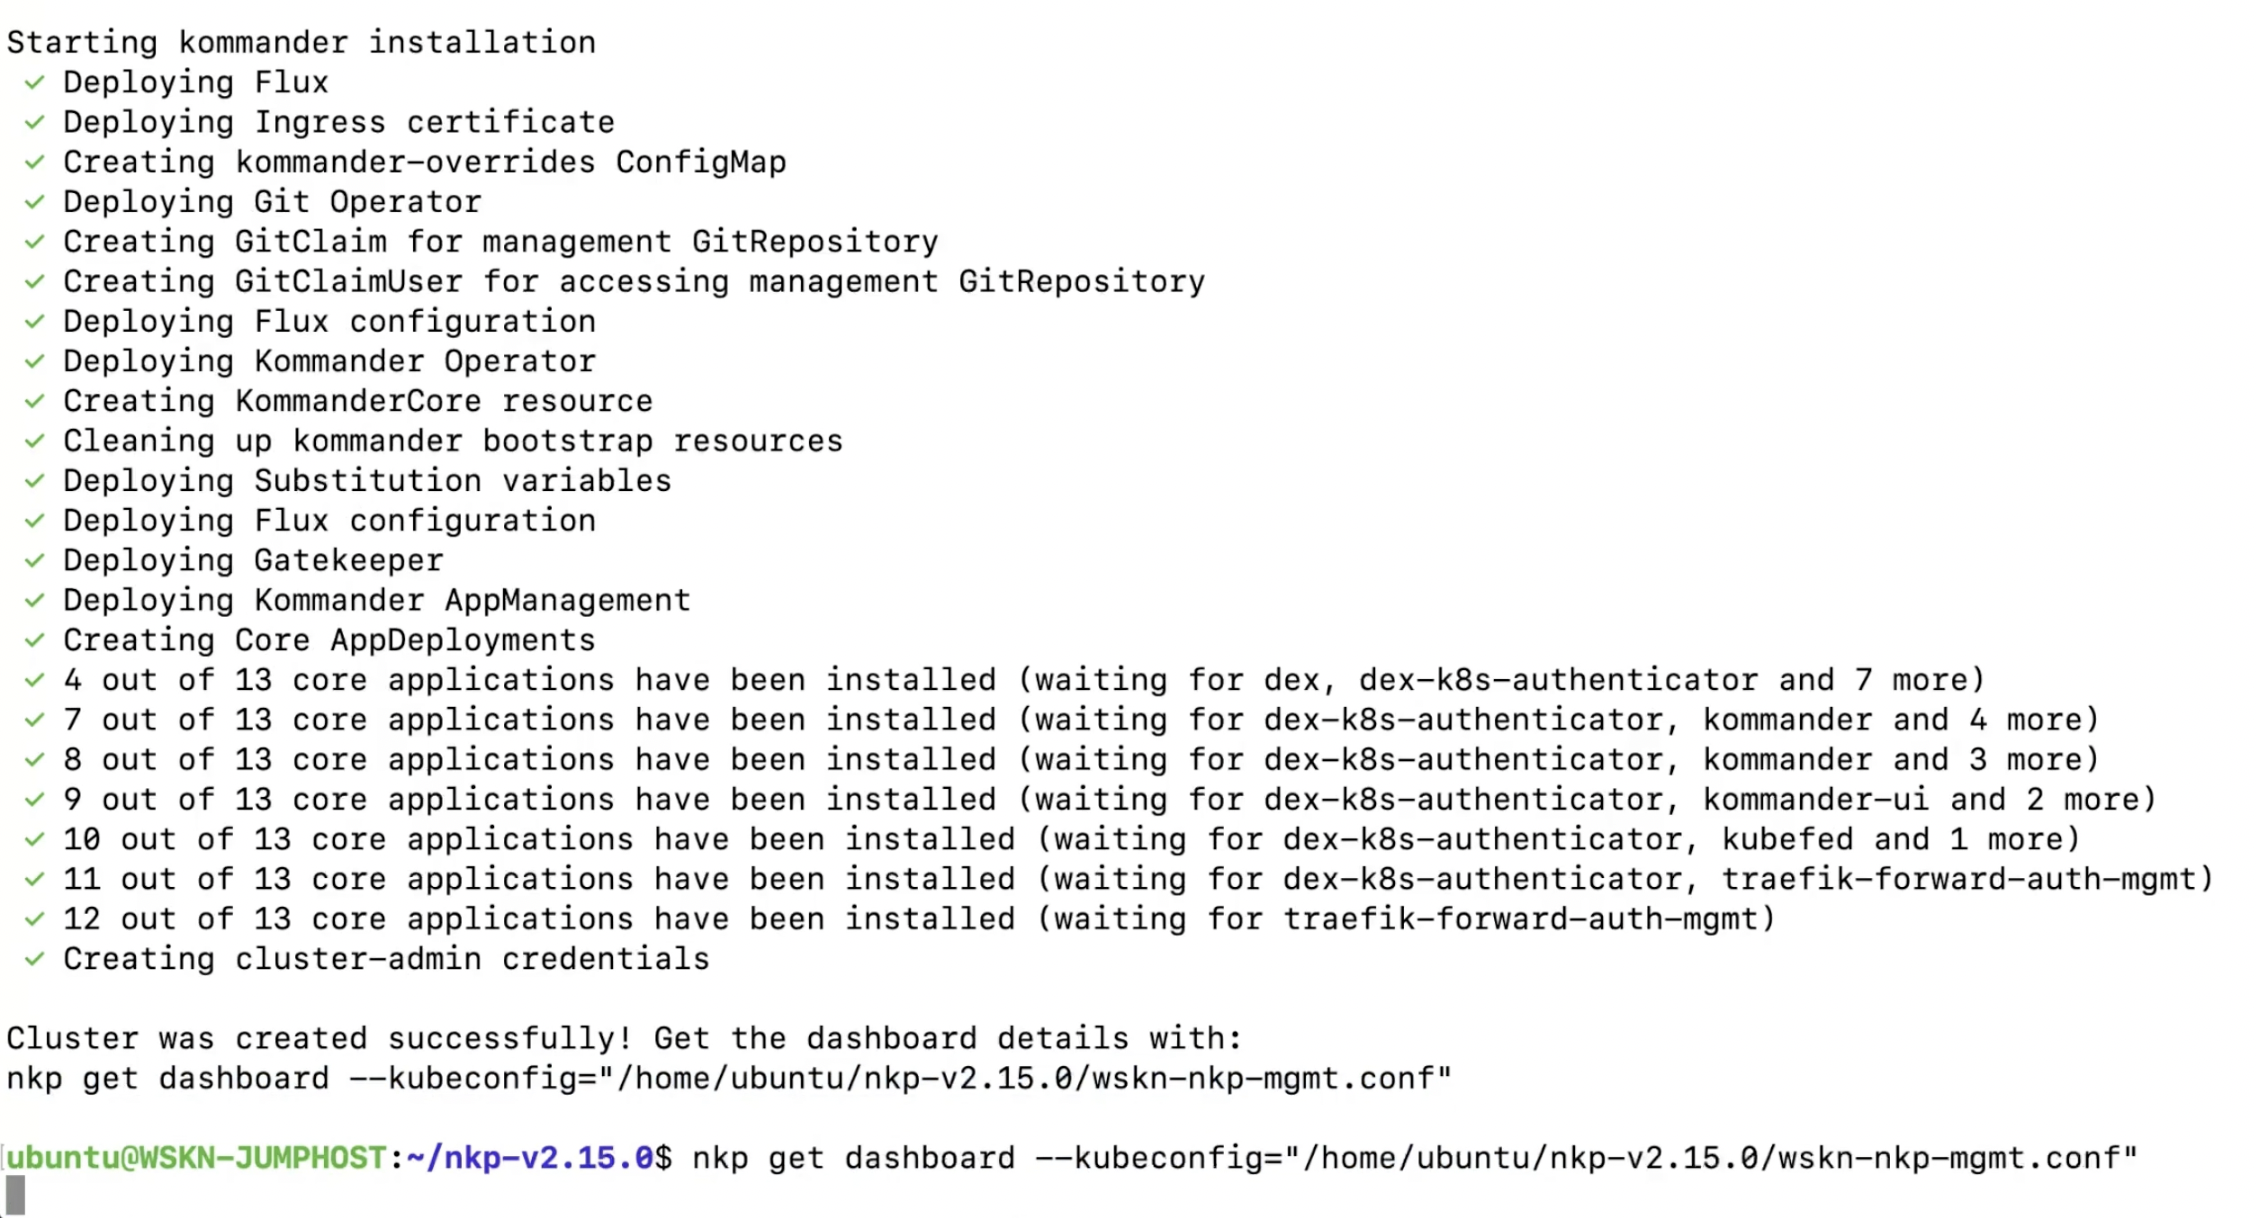 Starting kommander installation
✓ Deploying Flux
✓ Deploying Ingress certificate
✓ Creating kommander-overrides ConfigMap
✓ Deploying Git Operator
✓ Creating GitClaim for management GitRepository
✓ Creating GitClaimUser for accessing management GitRepository
✓ Deploying Flux configuration
✓ Deploying Kommander Operator
✓ Creating KommanderCore resource
✓ Cleaning up kommander bootstrap resources
✓ Deploying Substitution variables
✓ Deploying Flux configuration
✓ Deploying Gatekeeper
✓ Deploying Kommander AppManagement
✓ Creating Core AppDeployments
✓ 4 out of 13 core applications have been installed (waiting for dex, dex-k8s-authenticator and 7 more)
✓ 7 out of 13 core applications have been installed (waiting for dex-k8s-authenticator, kommander and 4 more)
✓ 8 out of 13 core applications have been installed (waiting for dex-k8s-authenticator, kommander and 3 more)
✓ 9 out of 13 core applications have been installed (waiting for dex-k8s-authenticator, kommander-ui and 2 more)
✓ 10 out of 13 core applications have been installed (waiting for dex-k8s-authenticator, kubefed and 1 more)
✓ 11 out of 13 core applications have been installed (waiting for dex-k8s-authenticator, traefik-forward-auth-mgmt)
✓ 12 out of 13 core applications have been installed (waiting for traefik-forward-auth-mgmt)
✓ Creating cluster-admin credentials
Cluster was created successfully! Get the dashboard details with:
nkp get dashboard --kubeconfig="/home/ubuntu/nkp-v2.15.0/wskn-nkp-mgmt.conf"
ubuntu@WSKN-JUMPHOST:~/nkp-v2.15.0$ nkp get dashboard --kubeconfig="/home/ubuntu/nkp-v2.15.0/wskn-nkp-mgmt.conf"